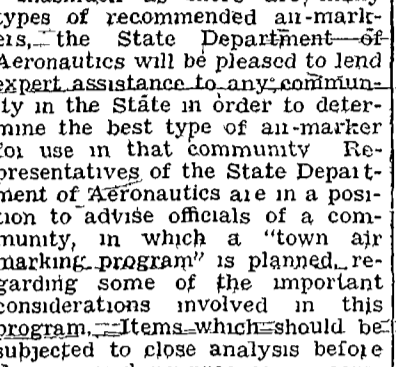 types of recommended air-mark-
ers, the State Department of
Aeronautics will be pleased to lend
expert assistance to any commun-
ity in the State in order to deter-
mine the best type of air-marker
for use in that community Re-
presentatives of the State Depart-
ment of Aeronautics are in a posi-
tion to advise officials of a com-
munity, in which a "town air
marking program" is planned, re-
garding some of the important
considerations involved in this
program. Items which should be
subjected to close analysis before